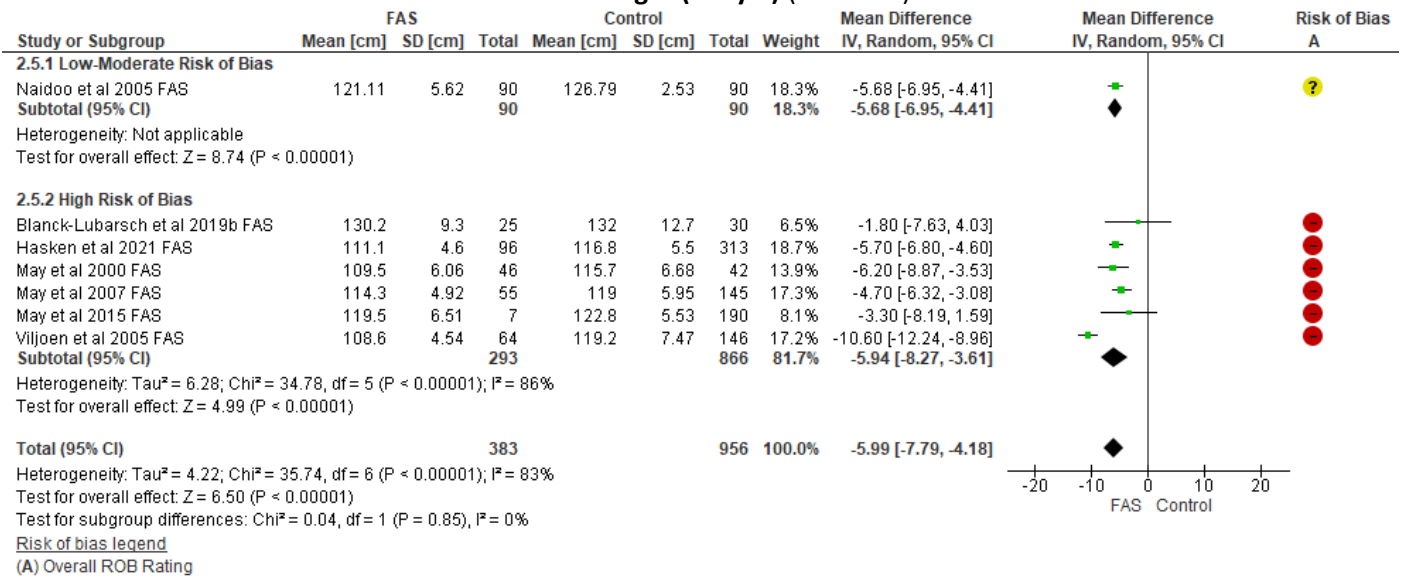 FAS Control Mean Difference Mean Difference Risk of Bias
Study or Subgroup Mean [cm] SD [cm] Total Mean [cm] SD [cm] Total Weight IV, Random, 95% CI IV, Random, 95% CI A
2.5.1 Low-Moderate Risk of Bias
Naidoo et al 2005 FAS 121.11 5.62 90 126.79 2.53 90 18.3% -5.68 [-6.95, -4.41] ?
Subtotal (95% CI) 90 90 18.3% -5.68 [-6.95, -4.41]
Heterogeneity: Not applicable
Test for overall effect: Z = 8.74 (P < 0.00001)
2.5.2 High Risk of Bias
Blanck-Lubarsch et al 2019b FAS 130.2 9.3 25 132 12.7 30 6.5% -1.80 [-7.63, 4.03] -
Hasken et al 2021 FAS 111.1 4.6 96 116.8 5.5 313 18.7% -5.70 [-6.80, -4.60] -
May et al 2000 FAS 109.5 6.06 46 115.7 6.68 42 13.9% -6.20 [-8.87, -3.53] -
May et al 2007 FAS 114.3 4.92 55 119 5.95 145 17.3% -4.70 [-6.32, -3.08] -
May et al 2015 FAS 119.5 6.51 7 122.8 5.53 190 8.1% -3.30 [-8.19, 1.59] -
Viljoen et al 2005 FAS 108.6 4.54 64 119.2 7.47 146 17.2% -10.60 [-12.24, -8.96] -
Subtotal (95% CI) 293 866 81.7% -5.94 [-8.27, -3.61]
Heterogeneity: Tau² = 6.28; Chi² = 34.78, df = 5 (P < 0.00001); I² = 86%
Test for overall effect: Z = 4.99 (P < 0.00001)
Total (95% CI) 383 956 100.0% -5.99 [-7.79, -4.18]
Heterogeneity: Tau² = 4.22; Chi² = 35.74, df = 6 (P < 0.00001); I² = 83%
Test for overall effect: Z = 6.50 (P < 0.00001)
Test for subgroup differences: Chi² = 0.04, df = 1 (P = 0.85), I² = 0%
-20 -10 0 10 20
FAS Control
Risk of bias legend
(A) Overall ROB Rating